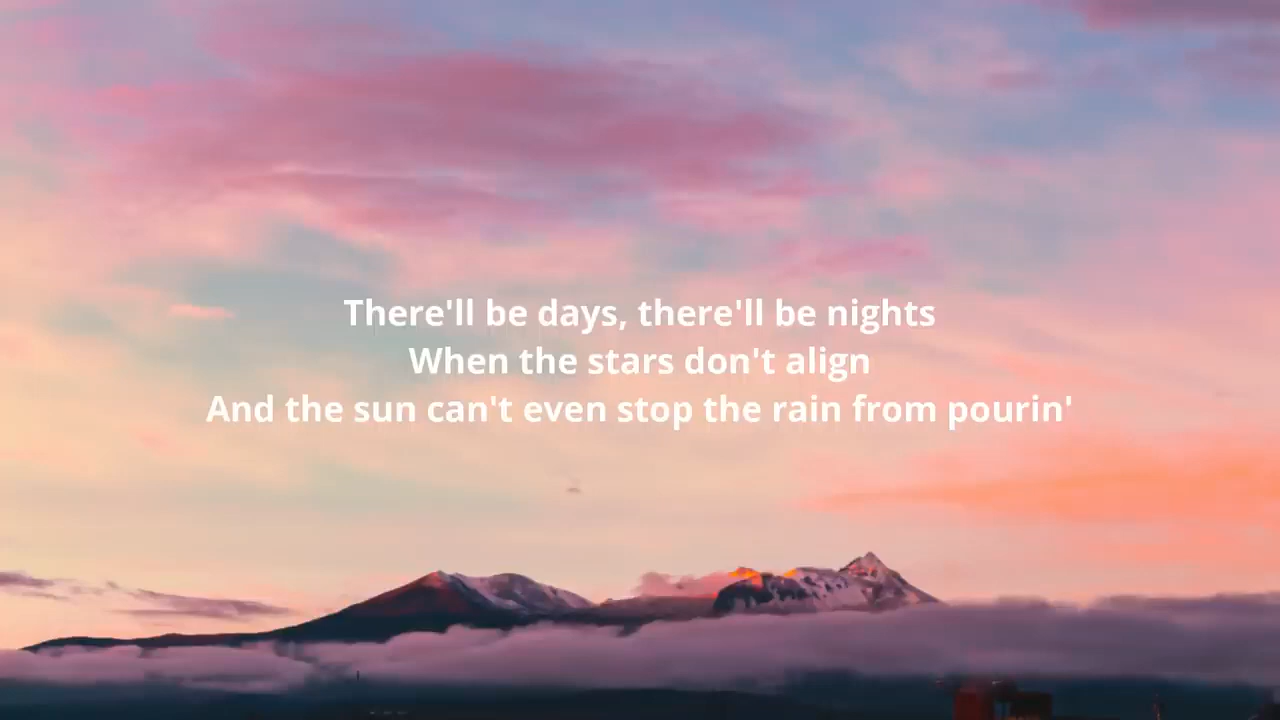 There'll be days, there'll be nights
When the stars don't align
And the sun can't even stop the rain from pourin'